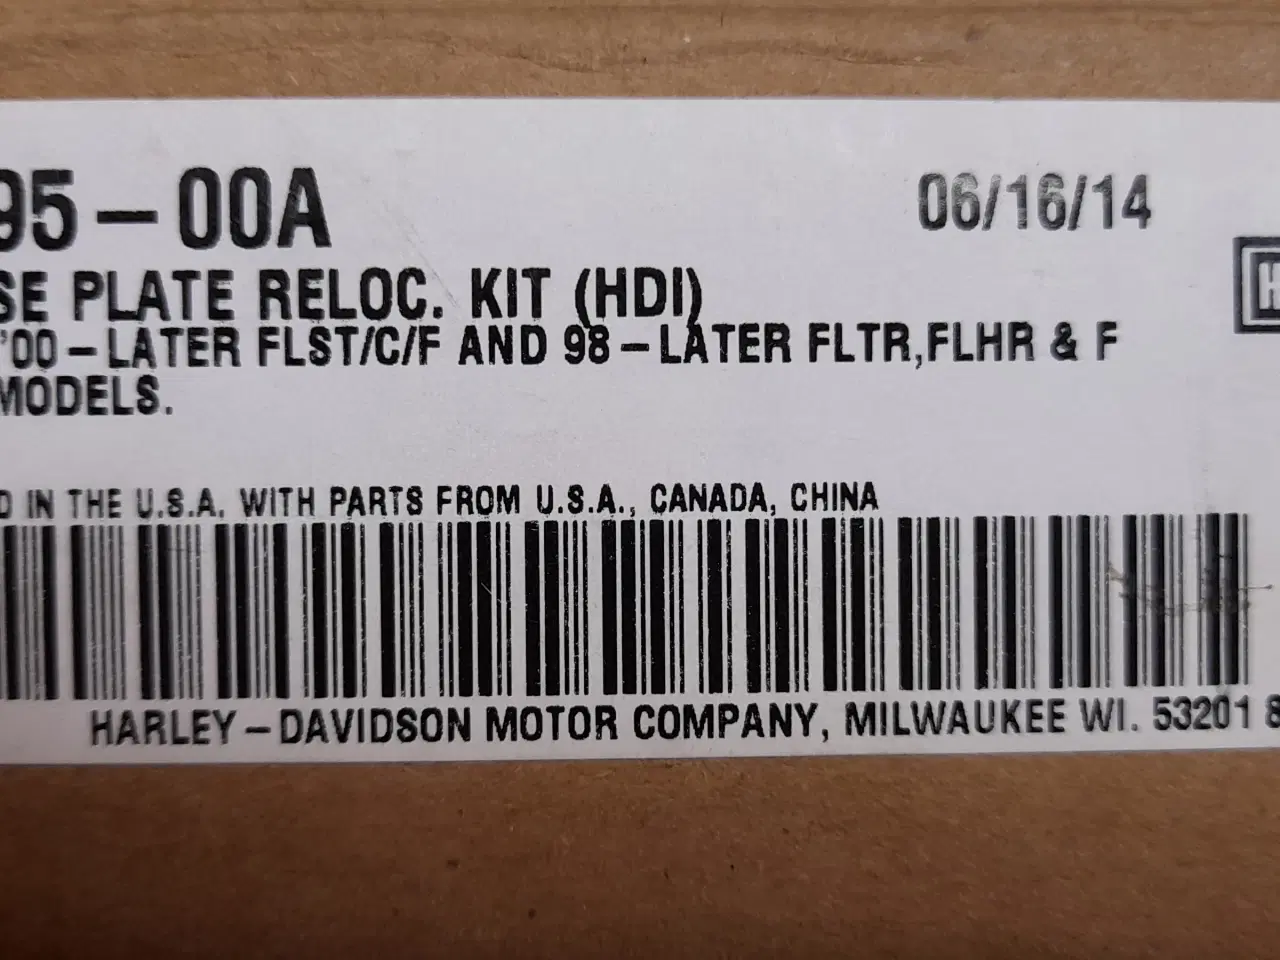 95-00A
06/16/14
SE PLATE RELOC. KIT (HDI)
'00-LATER FLST/C/F AND 98-LATER FLTR,FLHR & F
MODELS.
D IN THE U.S.A. WITH PARTS FROM U.S.A., CANADA, CHINA
HARLEY-DAVIDSON MOTOR COMPANY, MILWAUKEE WI. 53201 8